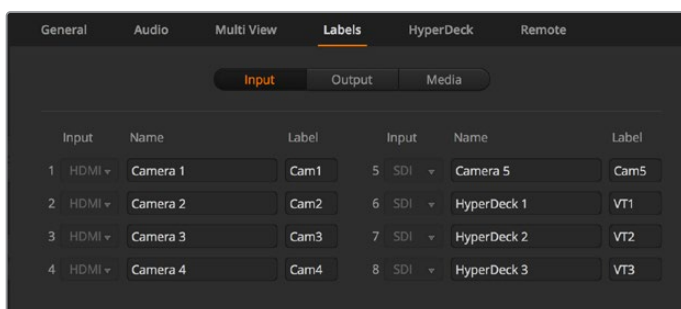 General Audio Multi View Labels HyperDeck Remote
Input Output Media
Input Name Label Input Name Label
1 HDMI Camera 1 Cam1 5 SDI Camera 5 Cam5
2 HDMI Camera 2 Cam2 6 SDI HyperDeck 1 VT1
3 HDMI Camera 3 Cam3 7 SDI HyperDeck 2 VT2
4 HDMI Camera 4 Cam4 8 SDI HyperDeck 3 VT3